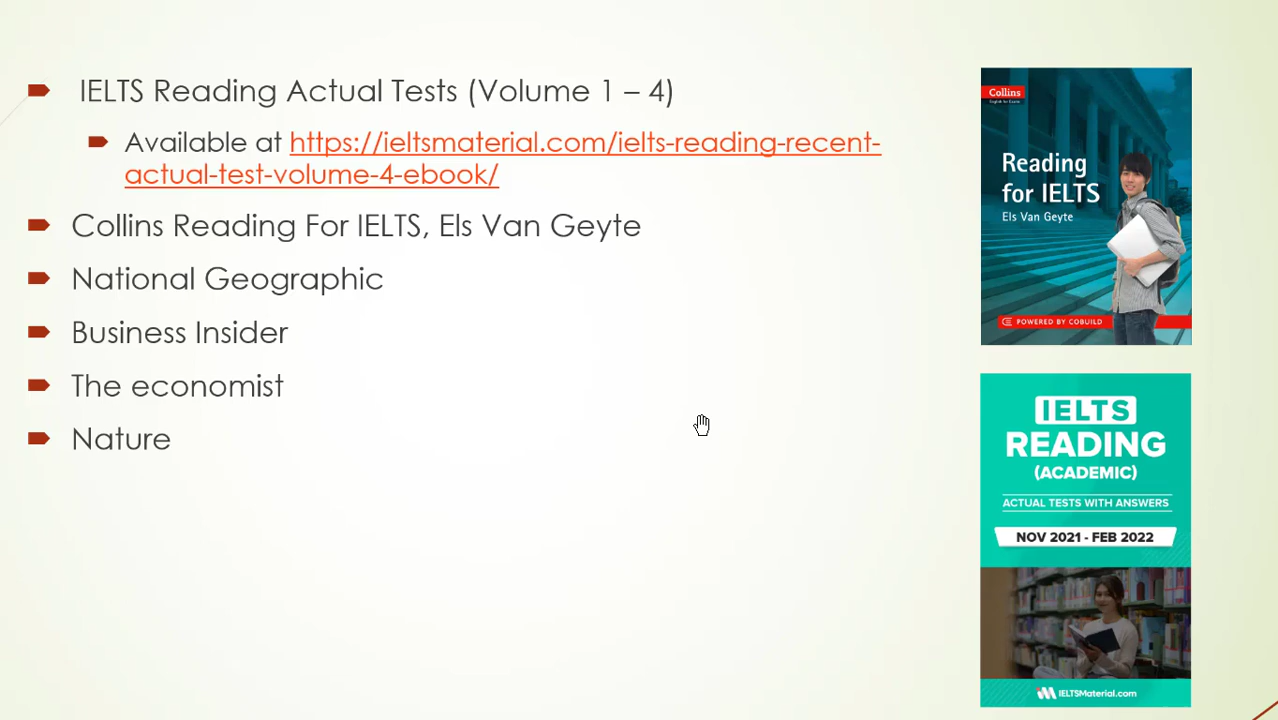 IELTS Reading Actual Tests (Volume 1 – 4)
Available at https://ieltsmaterial.com/ielts-reading-recent-
actual-test-volume-4-ebook/
Collins Reading For IELTS, Els Van Geyte
National Geographic
Business Insider
The economist
Nature
Collins
English for Exams
Reading
for IELTS
Els Van Geyte
POWERED BY COBUILD
IELTS
READING
(ACADEMIC)
ACTUAL TESTS WITH ANSWERS
NOV 2021 - FEB 2022
IELTSMaterial.com